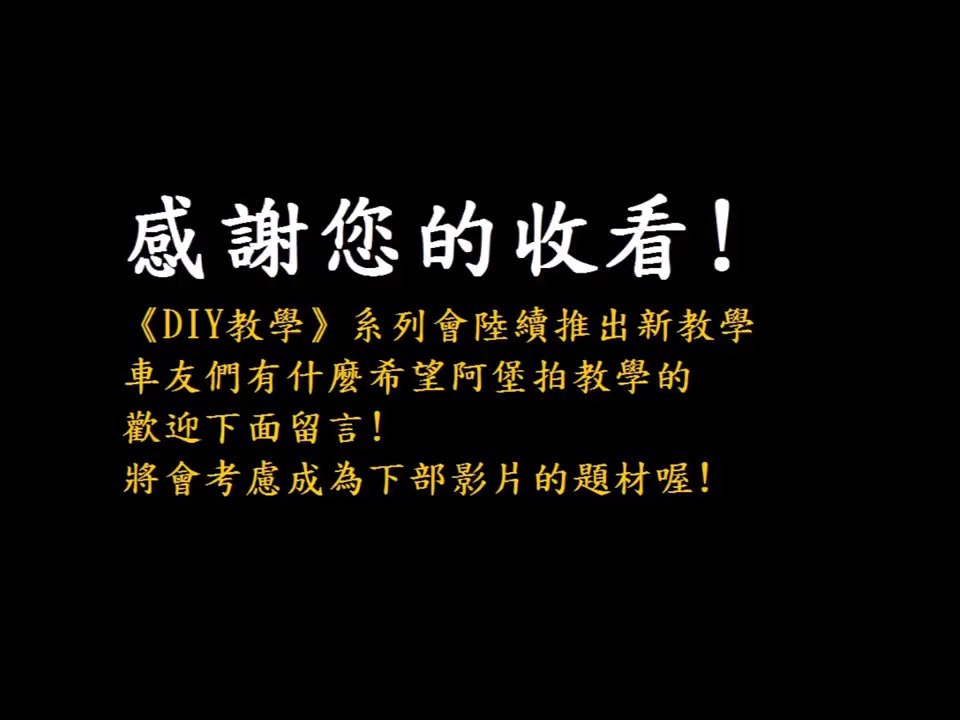 感謝您的收看!
《DIY教學》系列會陸續推出新教學
車友們有什麼希望阿堡拍教學的
歡迎下面留言!
將會考慮成為下部影片的題材喔!